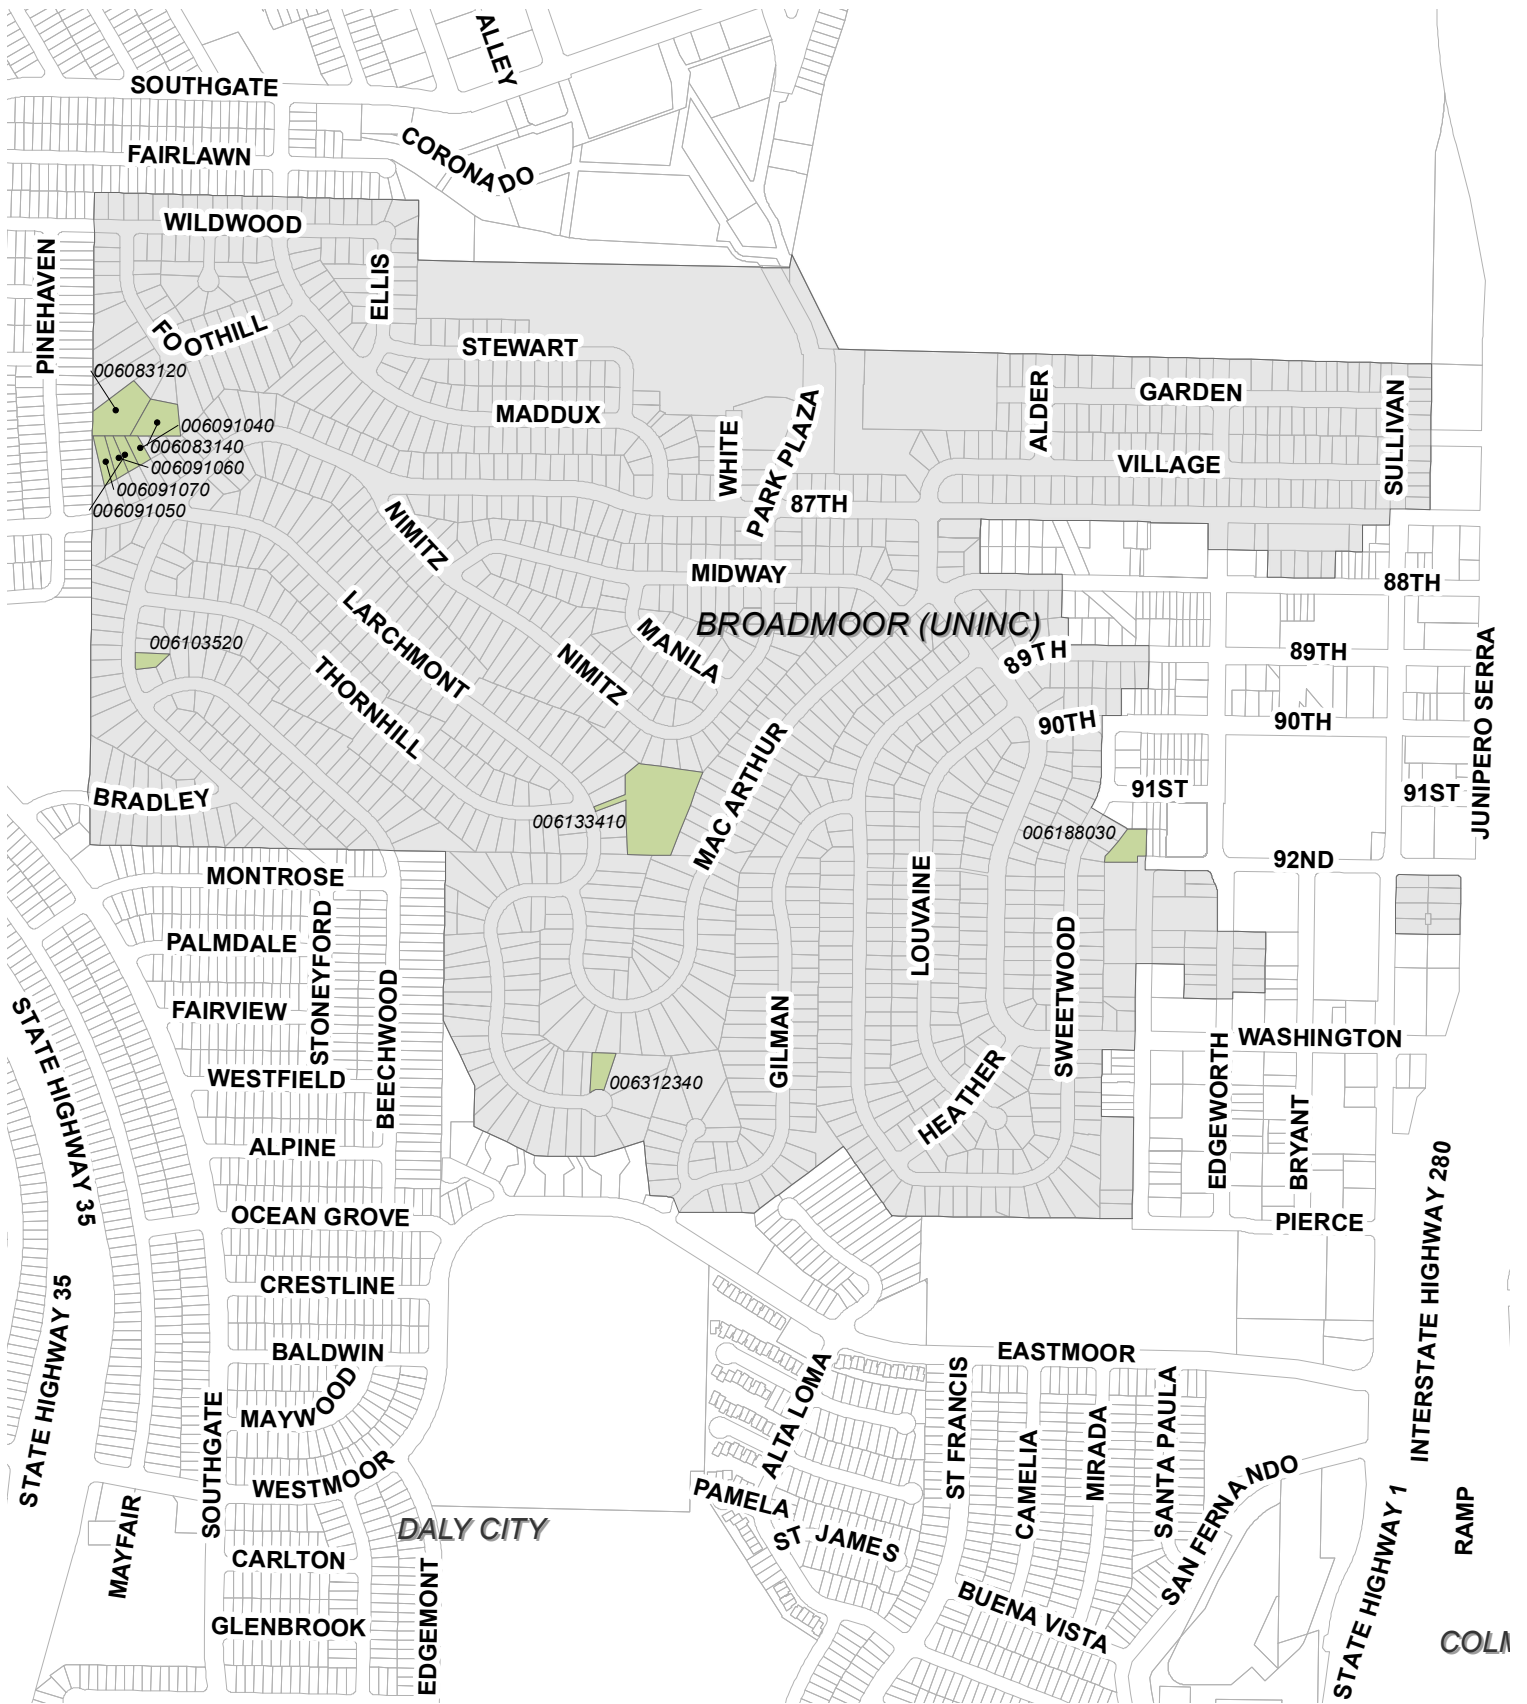 ALLEY
SOUTHGATE
CORONADO
FAIRLAWN
WILDWOOD
PINEHAVEN
ELLIS
FOOTHILL
STEWART
006083120
ALDER
GARDEN
SULLIVAN
MADDUX
WHITE
PARK PLAZA
006091040
006083140
006091060
VILLAGE
006091070
87TH
006091050
NIMITZ
MIDWAY
88TH
LARCHMONT
BROADMOOR (UNINC)
MANILA
006103520
89TH
89TH
JUNIPERO SERRA
THORNHILL
NIMITZ
90TH
90TH
MAC ARTHUR
BRADLEY
91ST
91ST
006133410
006188030
92ND
MONTROSE
LOUVAINE
STONEYFORD
PALMDALE
SWEETWOOD
BEECHWOOD
STATE HIGHWAY 35
FAIRVIEW
GILMAN
WASHINGTON
EDGEWORTH
WESTFIELD
006312340
HEATHER
BRYANT
ALPINE
OCEAN GROVE
PIERCE
INTERSTATE HIGHWAY 280
STATE HIGHWAY 35
CRESTLINE
BALDWIN
EASTMOOR
MAYWOOD
SOUTHGATE
ALTA LOMA
ST FRANCIS
CAMELIA
MIRADA
SANTA PAULA
WESTMOOR
SAN FERNANDO
PAMELA
STATE HIGHWAY 1
RAMP
MAYFAIR
DALY CITY
ST JAMES
CARLTON
EDGEMONT
BUENA VISTA
GLENBROOK
COLM